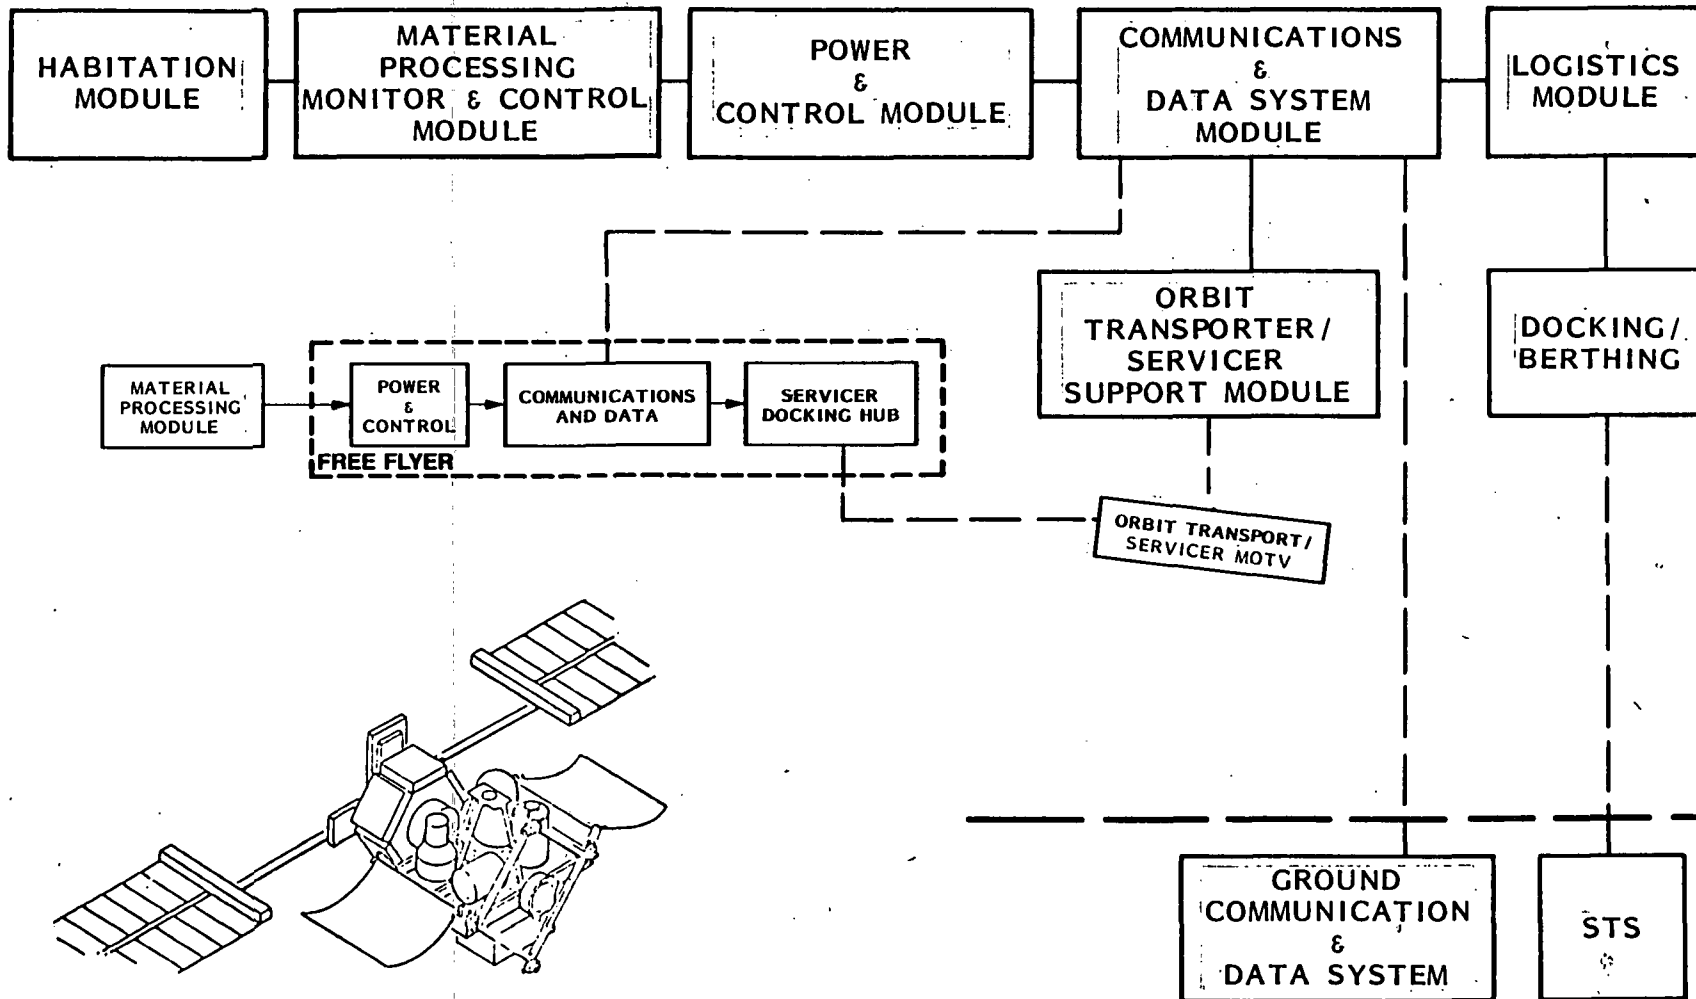 HABITATION
MODULE
MATERIAL
PROCESSING
MONITOR & CONTROL
MODULE
POWER
&
CONTROL MODULE
COMMUNICATIONS
&
DATA SYSTEM
MODULE
LOGISTICS
MODULE
ORBIT
TRANSPORTER/
SERVICER
SUPPORT MODULE
DOCKING/
BERTHING
MATERIAL
PROCESSING
MODULE
POWER
&
CONTROL
COMMUNICATIONS
AND DATA
SERVICER
DOCKING HUB
FREE FLYER
ORBIT TRANSPORT/
SERVICER MOTV
GROUND
COMMUNICATION
&
DATA SYSTEM
STS